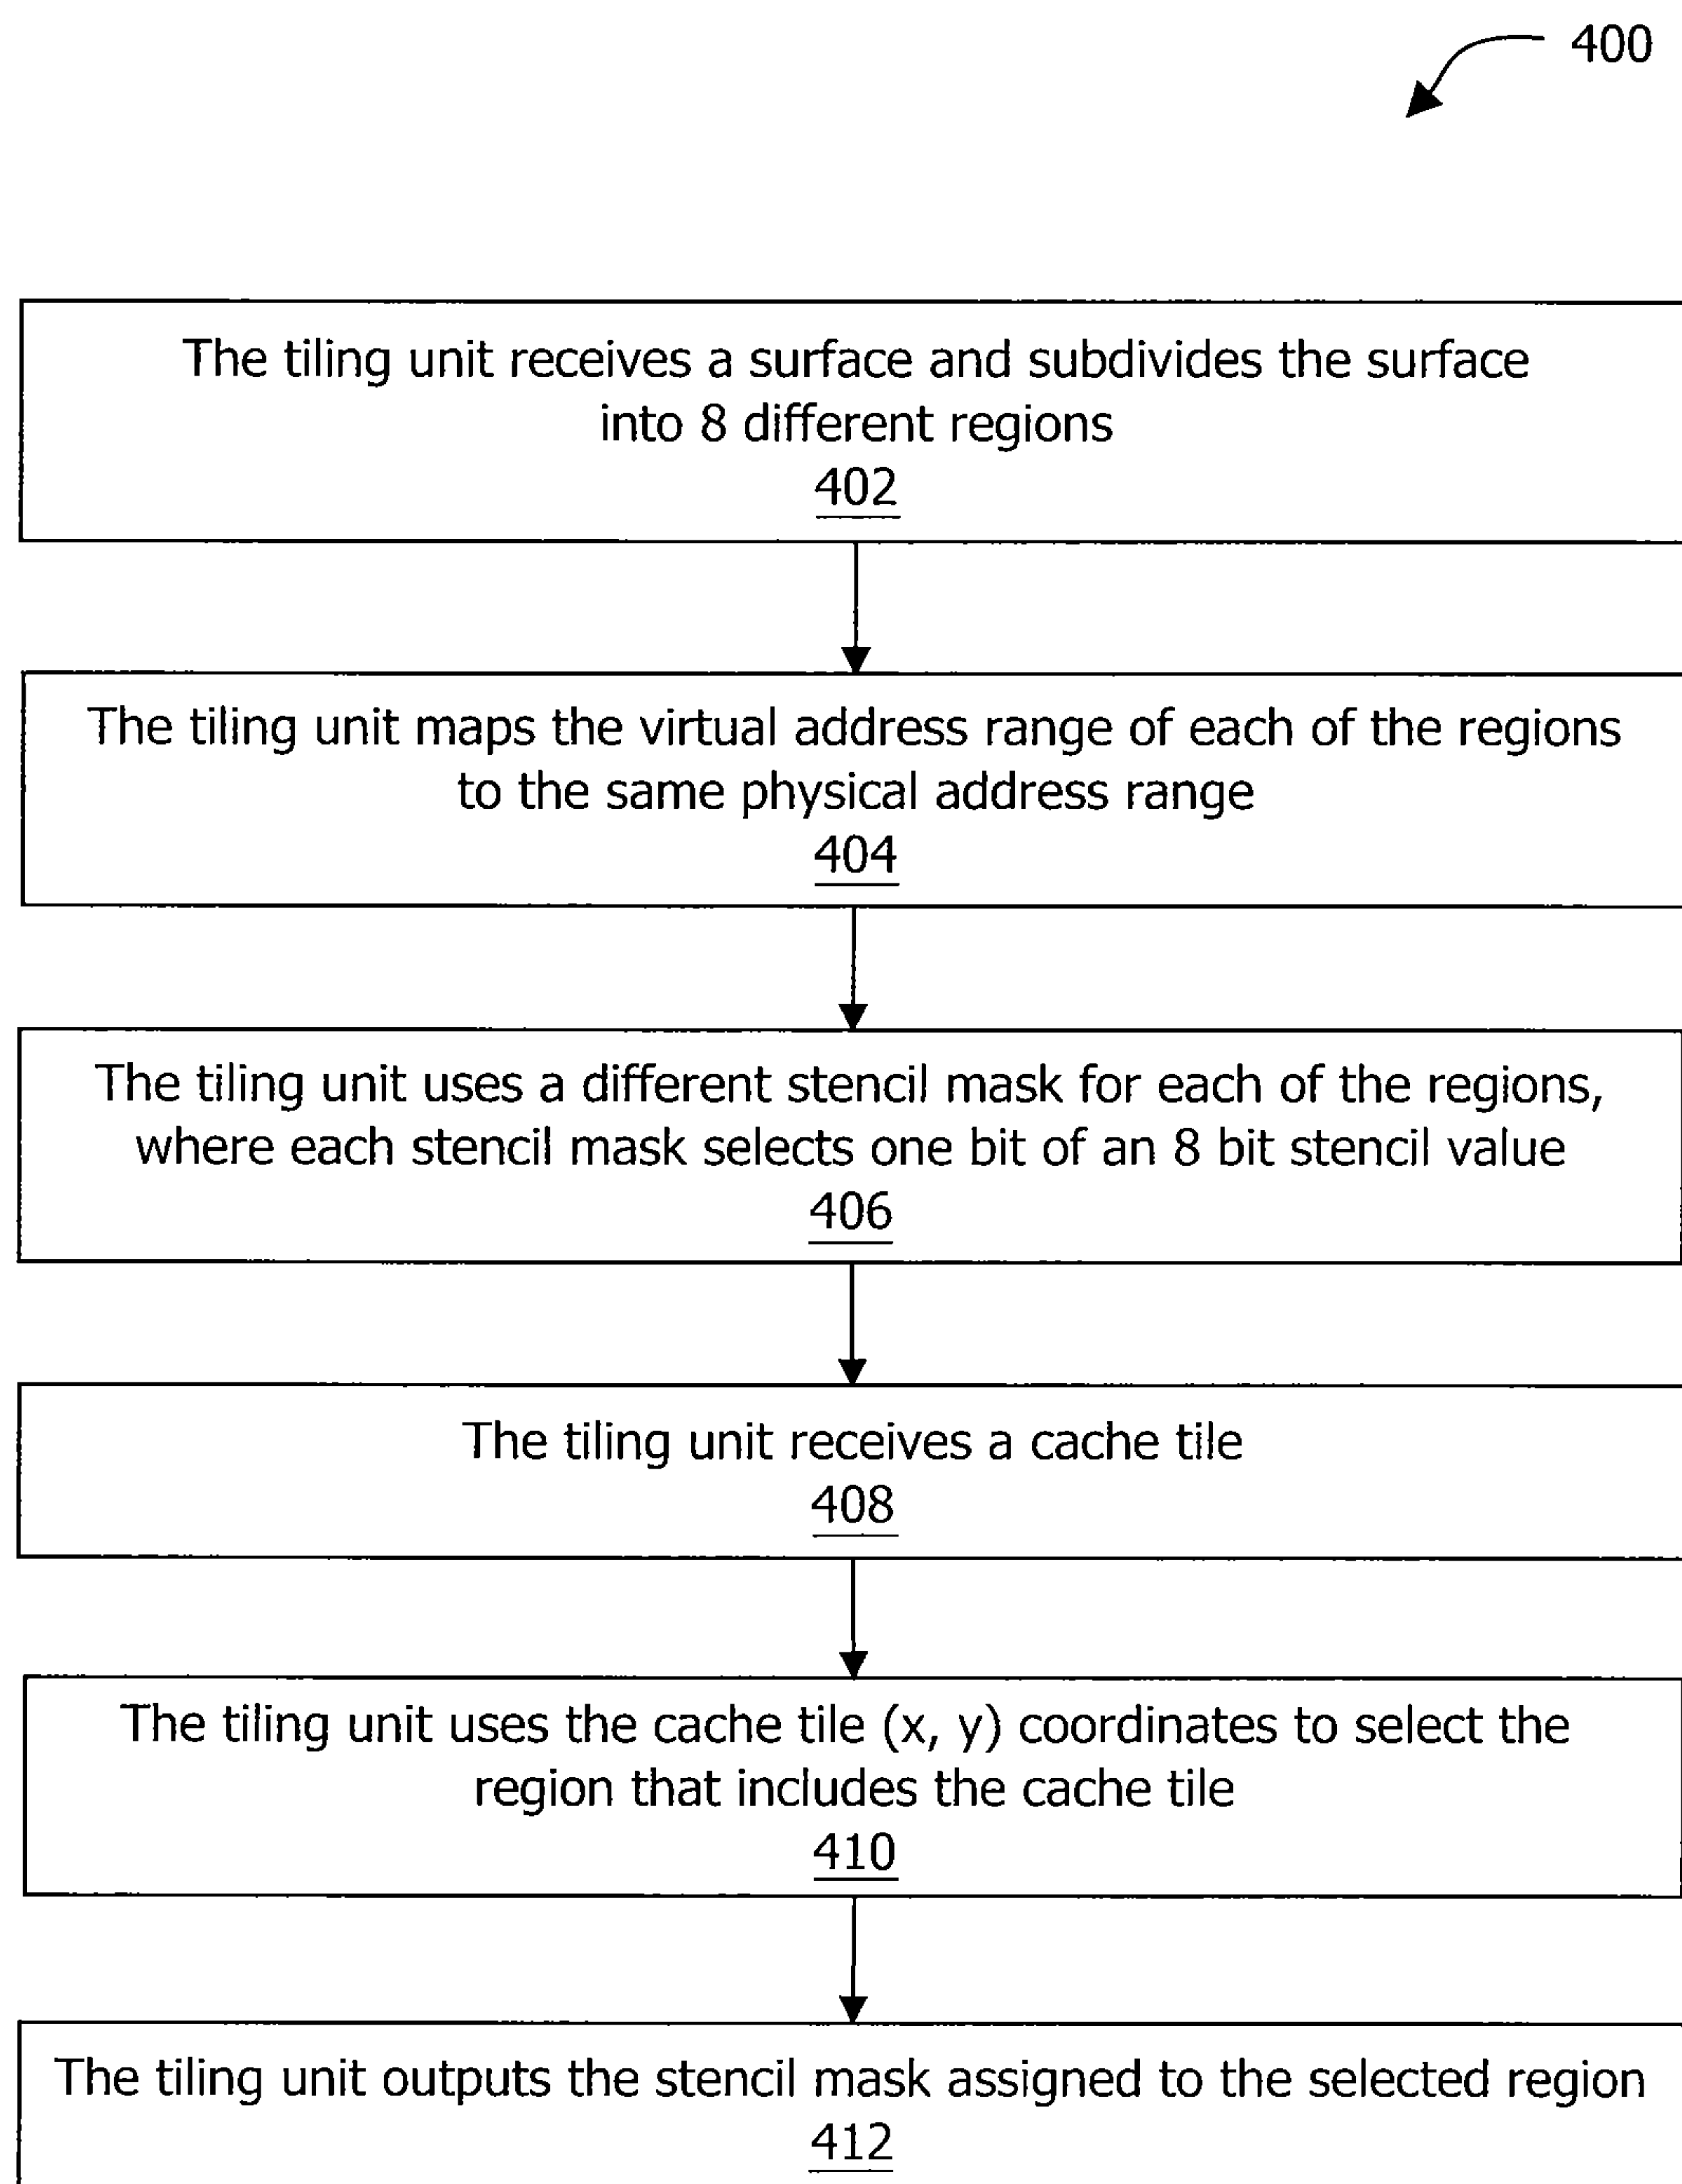 400
The tiling unit receives a surface and subdivides the surface
into 8 different regions
402
The tiling unit maps the virtual address range of each of the regions
to the same physical address range
404
The tiling unit uses a different stencil mask for each of the regions,
where each stencil mask selects one bit of an 8 bit stencil value
406
The tiling unit receives a cache tile
408
The tiling unit uses the cache tile (x, y) coordinates to select the
region that includes the cache tile
410
The tiling unit outputs the stencil mask assigned to the selected region
412